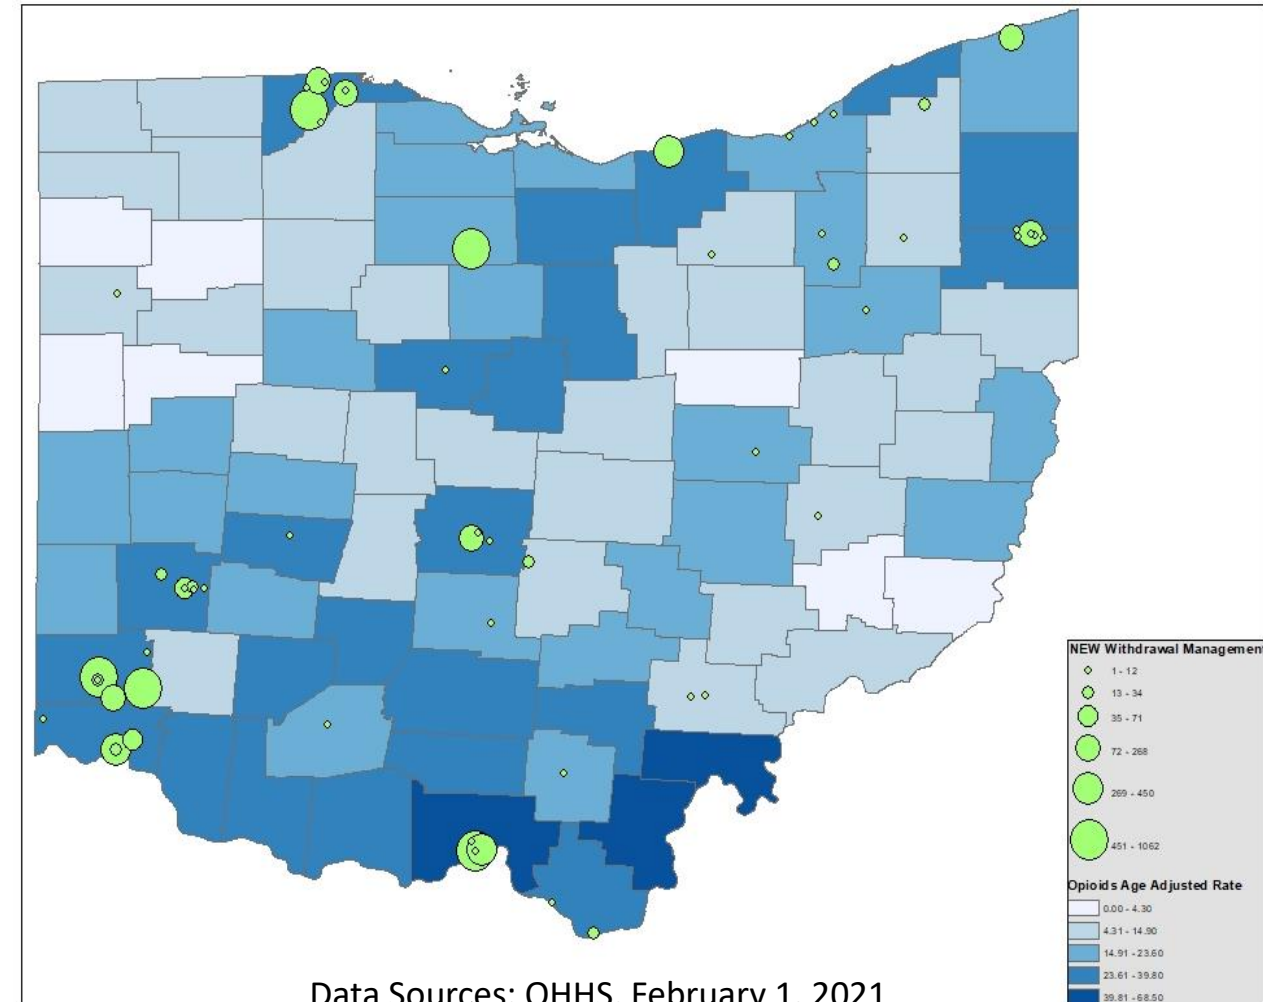 NEW Withdrawal Management
1 - 12
13 - 34
35 - 71
72 - 268
269 - 450
451 - 1062
Opioids Age Adjusted Rate
0.00 - 4.30
4.31 - 14.90
14.91 - 23.60
23.61 - 39.80
39.81 - 68.50
Data Sources: OHHS, February 1, 2021